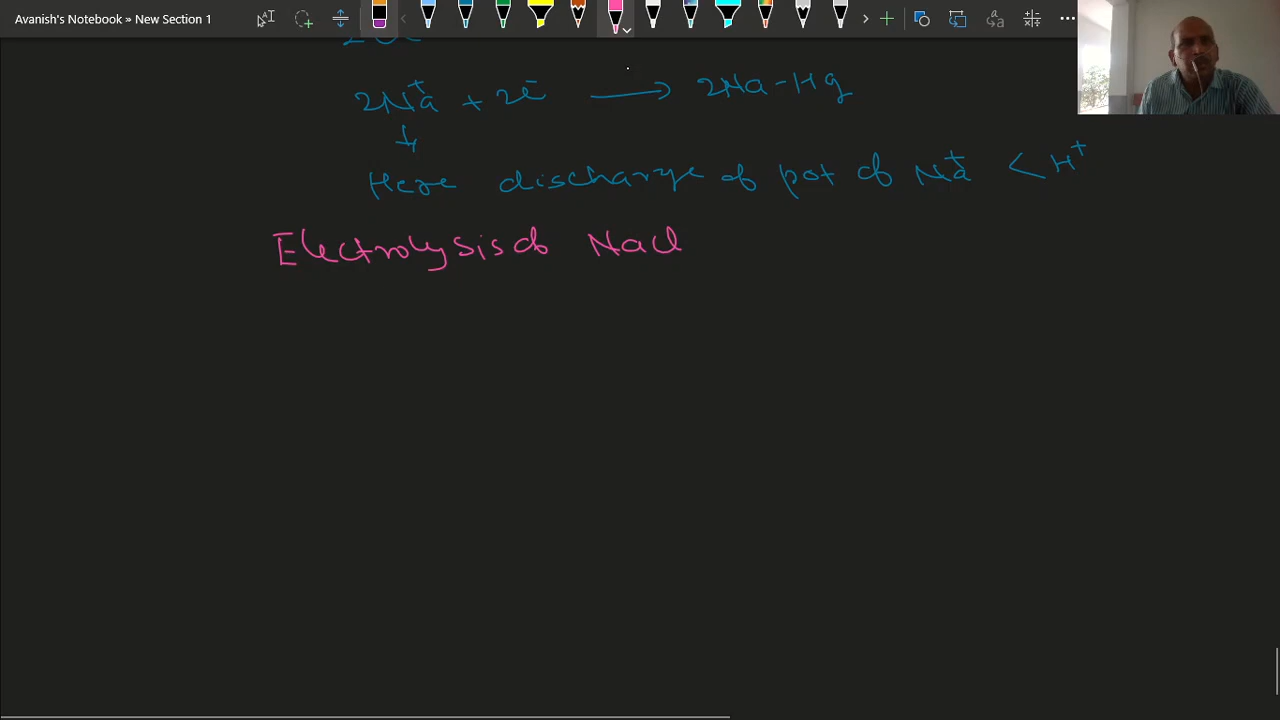 Avanish's Notebook » New Section 1
2Na⁺ + 2e⁻ ⟶ 2Na-Hg
↓
Here discharge of pot of Na⁺ < H⁺
Electrolysis of NaCl